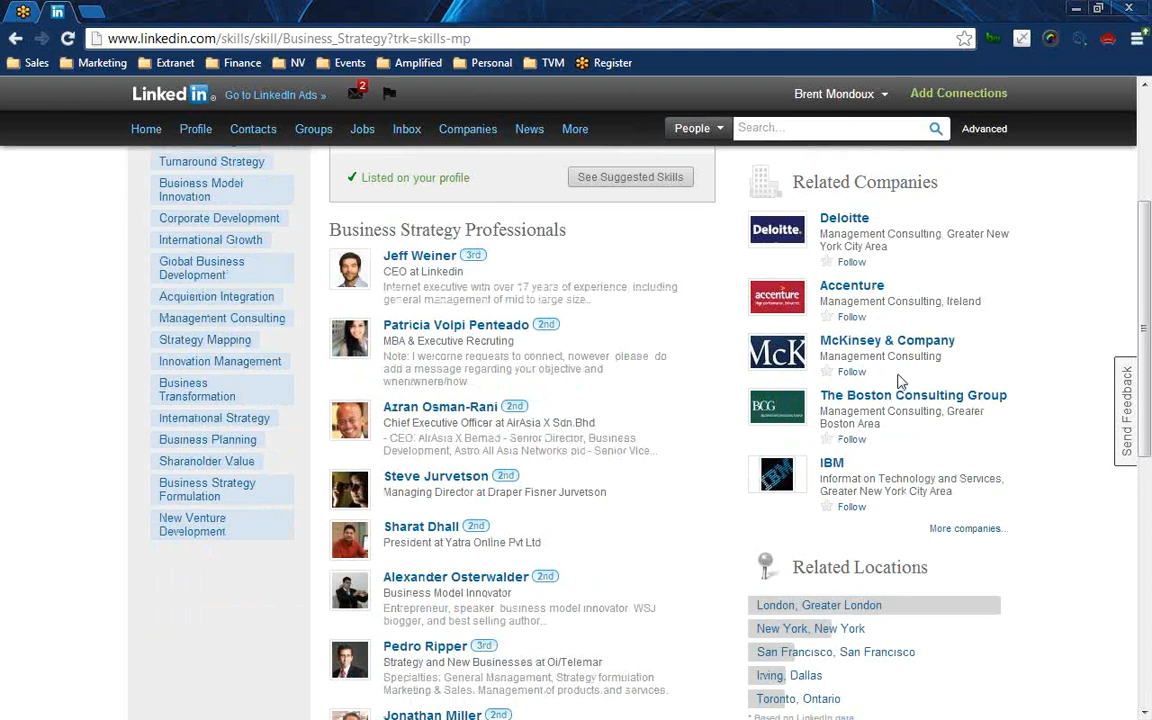 www.linkedin.com/skills/skill/Business_Strategy?trk=skills-mp
Sales Marketing Extranet Finance NV Events Amplified Personal TVM Register
Linked in Go to LinkedIn Ads » 2 Brent Mondoux Add Connections
Home Profile Contacts Groups Jobs Inbox Companies News More People Search... Advanced
Turnaround Strategy
Business Model
Innovation
Corporate Development
International Growth
Global Business
Development
Acquisition Integration
Management Consulting
Strategy Mapping
Innovation Management
Business
Transformation
International Strategy
Business Planning
Shareholder Value
Business Strategy
Formulation
New Venture
Development
✔ Listed on your profile See Suggested Skills
Business Strategy Professionals
Jeff Weiner 3rd
CEO at Linkedin
Internet executive with over 17 years of experience, including
general management of mid to large size...
Patricia Volpi Penteado 2nd
MBA & Executive Recruting
Note: I welcome requests to connect, however please do
add a message regarding your objective and
when/where/how
Azran Osman-Rani 2nd
Chief Executive Officer at AirAsia X Sdn.Bhd
- CEO: AirAsia X Berhad - Senior Director, Business
Development, Astro All Asia Networks plc - Senior Vice...
Steve Jurvetson 2nd
Managing Director at Draper Fisher Jurvetson
Sharat Dhall 2nd
President at Yatra Online Pvt Ltd
Alexander Osterwalder 2nd
Business Model Innovator
Entrepreneur, speaker business model innovator WSJ
blogger, and best selling author...
Pedro Ripper 3rd
Strategy and New Businesses at Oi/Telemar
Specialties: General Management, Strategy formulation
Marketing & Sales, Management of products and services.
Jonathan Miller 2nd
Related Companies
Deloitte.
Deloitte
Management Consulting, Greater New
York City Area
Follow
accenture
Accenture
Management Consulting, Ireland
Follow
McK
McKinsey & Company
Management Consulting
Follow
BCG
The Boston Consulting Group
Management Consulting, Greater
Boston Area
Follow
IBM
IBM
Information Technology and Services,
Greater New York City Area
Follow
More companies...
Related Locations
London, Greater London
New York, New York
San Francisco, San Francisco
Irving, Dallas
Toronto, Ontario
* Based on LinkedIn data
Send Feedback